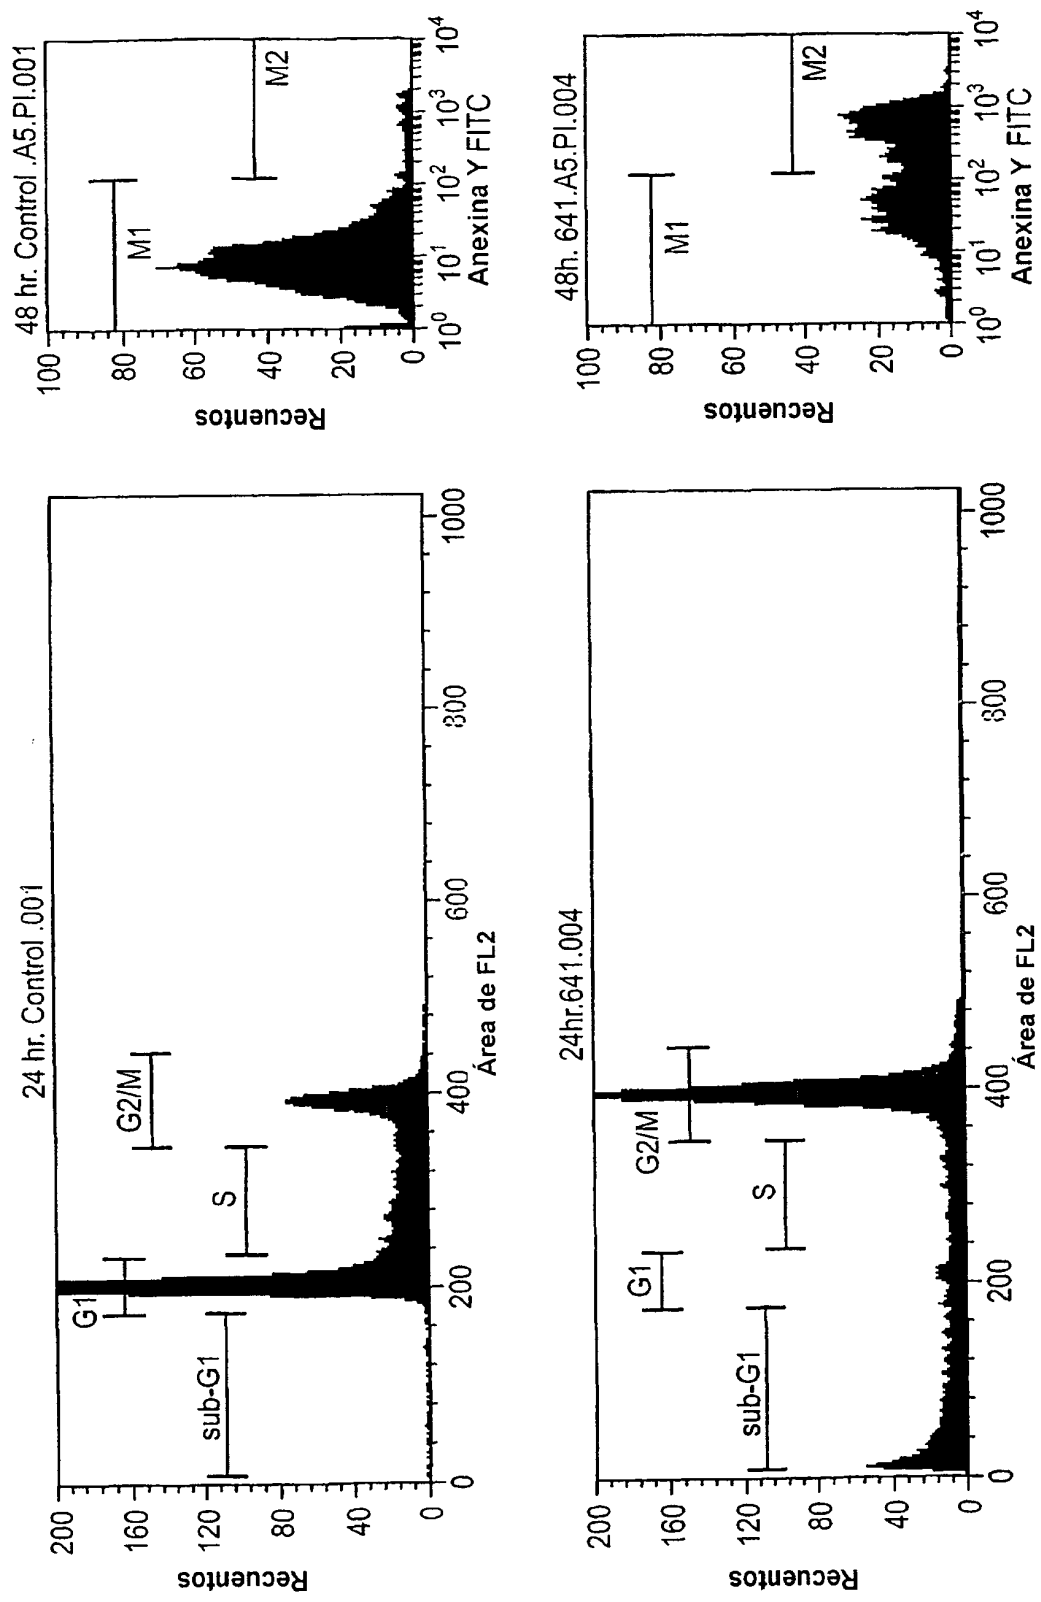 24 hr. Control .001
Recuentos
200
160
120
80
40
0
G1
sub-G1
S
G2/M
0
200
400
600
800
1000
Área de FL2
48 hr. Control .A5.PI.001
Recuentos
100
80
60
40
20
0
M1
M2
10⁰
10¹
10²
10³
10⁴
Anexina Y FITC
24hr.641.004
Recuentos
200
160
120
80
40
0
sub-G1
G1
S
G2/M
0
200
400
600
800
1000
Área de FL2
48h. 641.A5.PI.004
Recuentos
100
80
60
40
20
0
M1
M2
10⁰
10¹
10²
10³
10⁴
Anexina Y FITC